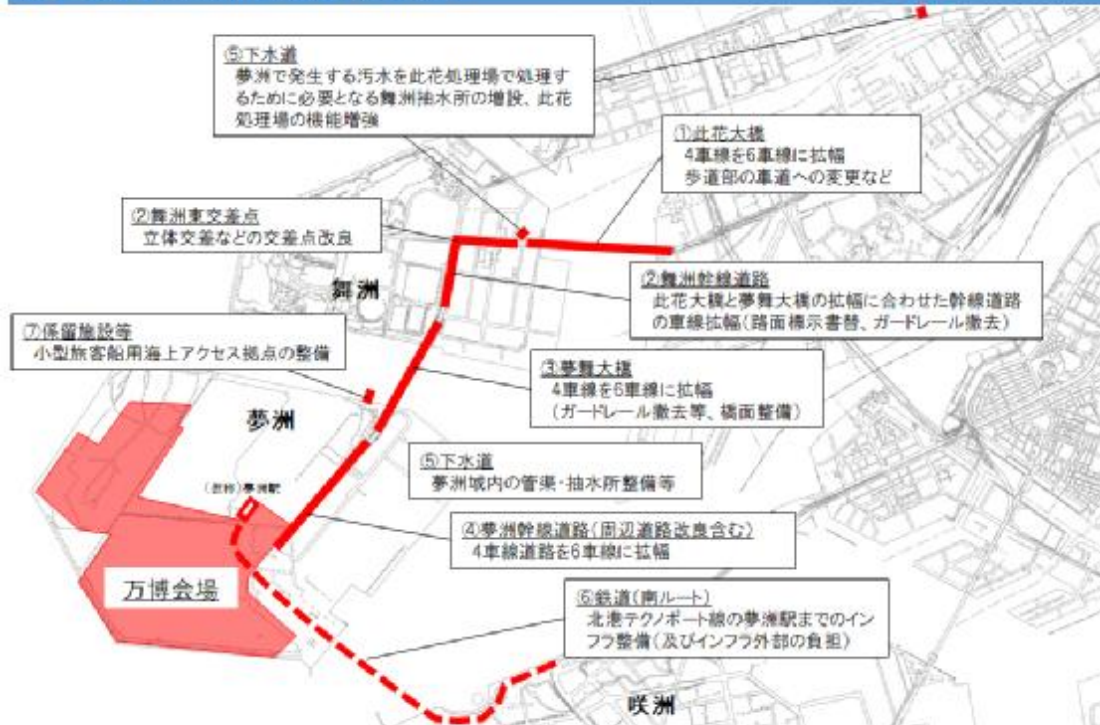 ⑤下水道
夢洲で発生する汚水を此花処理場で処理す
るために必要となる舞洲抽水所の増設、此花
処理場の機能増強
①此花大橋
4車線を6車線に拡幅
歩道部の車道への変更など
②舞洲東交差点
立体交差などの交差点改良
舞洲
②舞洲幹線道路
此花大橋と夢舞大橋の拡幅に合わせた幹線道路
の車線拡幅(路面標示書替、ガードレール撤去)
⑦係留施設等
小型旅客船用海上アクセス拠点の整備
③夢舞大橋
4車線を6車線に拡幅
(ガードレール撤去等、橋面整備)
夢洲
⑤下水道
夢洲域内の管渠・抽水所整備等
(仮称)夢洲駅
④夢洲幹線道路(周辺道路改良含む)
4車線道路を6車線に拡幅
万博会場
⑥鉄道(南ルート)
北港テクノポート線の夢洲駅までのイン
フラ整備(及びインフラ外部の負担)
咲洲